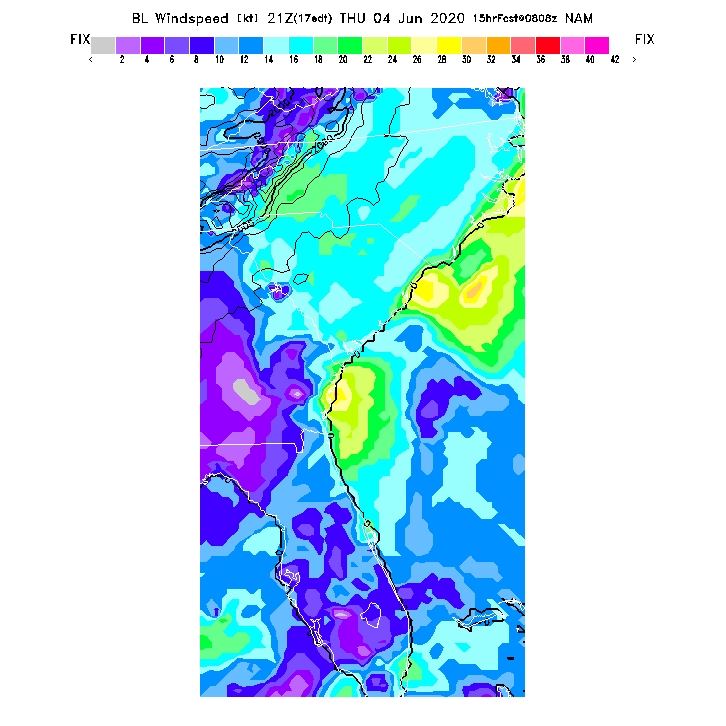 BL Windspeed [kt] 21Z(17edt) THU 04 Jun 2020 15hrFcst@0808z NAM
FIX FIX
< 2 4 6 8 10 12 14 16 18 20 22 24 26 28 30 32 34 36 38 40 42 >